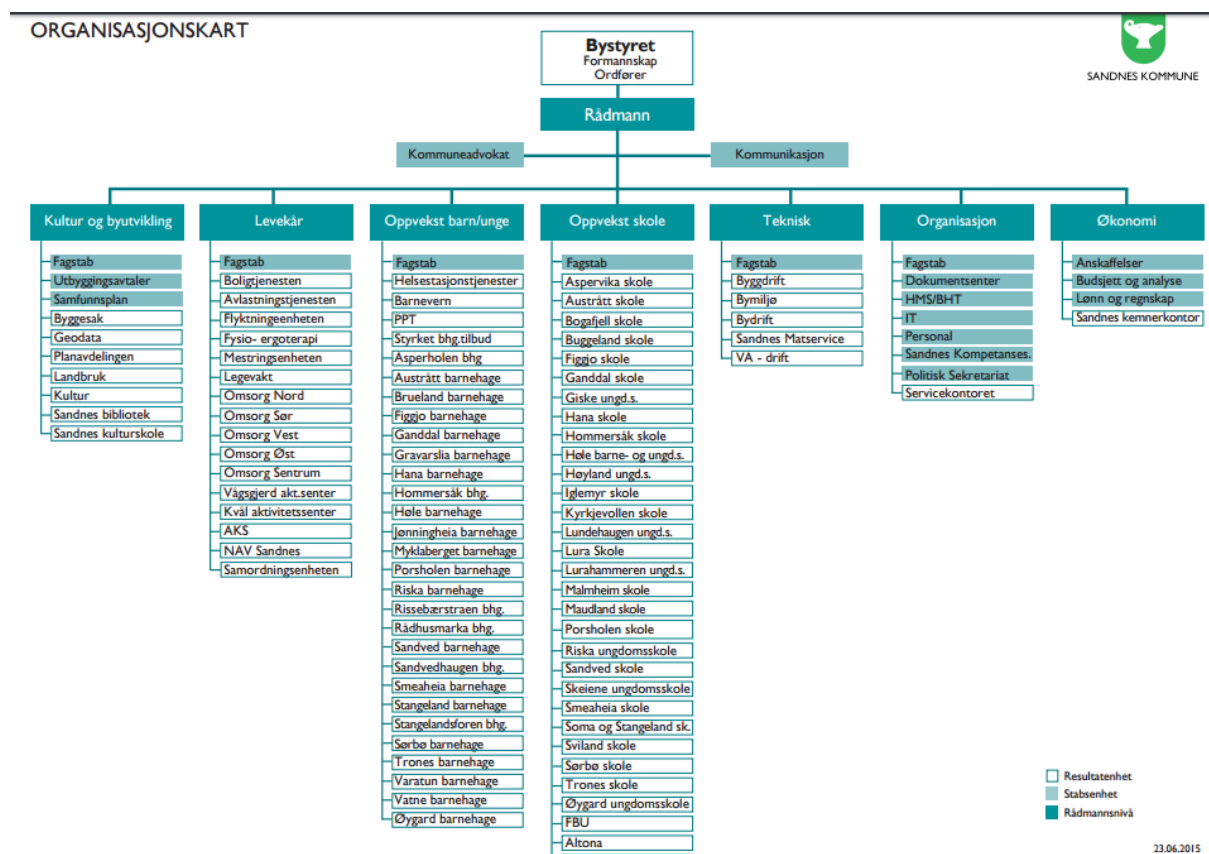 ORGANISASJONSKART
Bystyret
Formannskap
Ordfører
SANDNES KOMMUNE
Rådmann
Kommuneadvokat
Kommunikasjon
Kultur og byutvikling
Fagstab
Utbyggingsavtaler
Samfunnsplan
Byggesak
Geodata
Planavdelingen
Landbruk
Kultur
Sandnes bibliotek
Sandnes kulturskole
Levekår
Fagstab
Boligtjenesten
Avlastningstjenesten
Flyktningeenheten
Fysio- ergoterapi
Mestringsenheten
Legevakt
Omsorg Nord
Omsorg Sør
Omsorg Vest
Omsorg Øst
Omsorg Sentrum
Vågsgjerd akt.senter
Kvål aktivitetssenter
AKS
NAV Sandnes
Samordningsenheten
Oppvekst barn/unge
Fagstab
Helsestasjonstjenester
Barnevern
PPT
Styrket bhg.tilbud
Asperholen bhg
Austrått barnehage
Brueland barnehage
Figgjo barnehage
Ganddal barnehage
Gravarslia barnehage
Hana barnehage
Hommersåk bhg.
Høle barnehage
Jønningheia barnehage
Myklaberget barnehage
Porsholen barnehage
Riska barnehage
Rissebærstraen bhg.
Rådhusmarka bhg.
Sandved barnehage
Sandvedhaugen bhg.
Smeaheia barnehage
Stangeland barnehage
Stangelandsforen bhg.
Sørbø barnehage
Trones barnehage
Varatun barnehage
Vatne barnehage
Øygard barnehage
Oppvekst skole
Fagstab
Aspervika skole
Austrått skole
Bogafjell skole
Buggeland skole
Figgjo skole
Ganddal skole
Giske ungd.s.
Hana skole
Hommersåk skole
Høle barne- og ungd.s.
Høyland ungd.s.
Iglemyr skole
Kyrkjevollen skole
Lundehaugen ungd.s.
Lura Skole
Lurahammeren ungd.s.
Malmheim skole
Maudland skole
Porsholen skole
Riska ungdomsskole
Sandved skole
Skeiene ungdomsskole
Smeaheia skole
Soma og Stangeland sk.
Sviland skole
Sørbø skole
Trones skole
Øygard ungdomsskole
FBU
Altona
Teknisk
Fagstab
Byggdrift
Bymiljø
Bydrift
Sandnes Matservice
VA - drift
Organisasjon
Fagstab
Dokumentsenter
HMS/BHT
IT
Personal
Sandnes Kompetanses.
Politisk Sekretariat
Servicekontoret
Økonomi
Anskaffelser
Budsjett og analyse
Lønn og regnskap
Sandnes kemnerkontor
Resultatenhet
Stabsenhet
Rådmannsnivå
23.06.2015